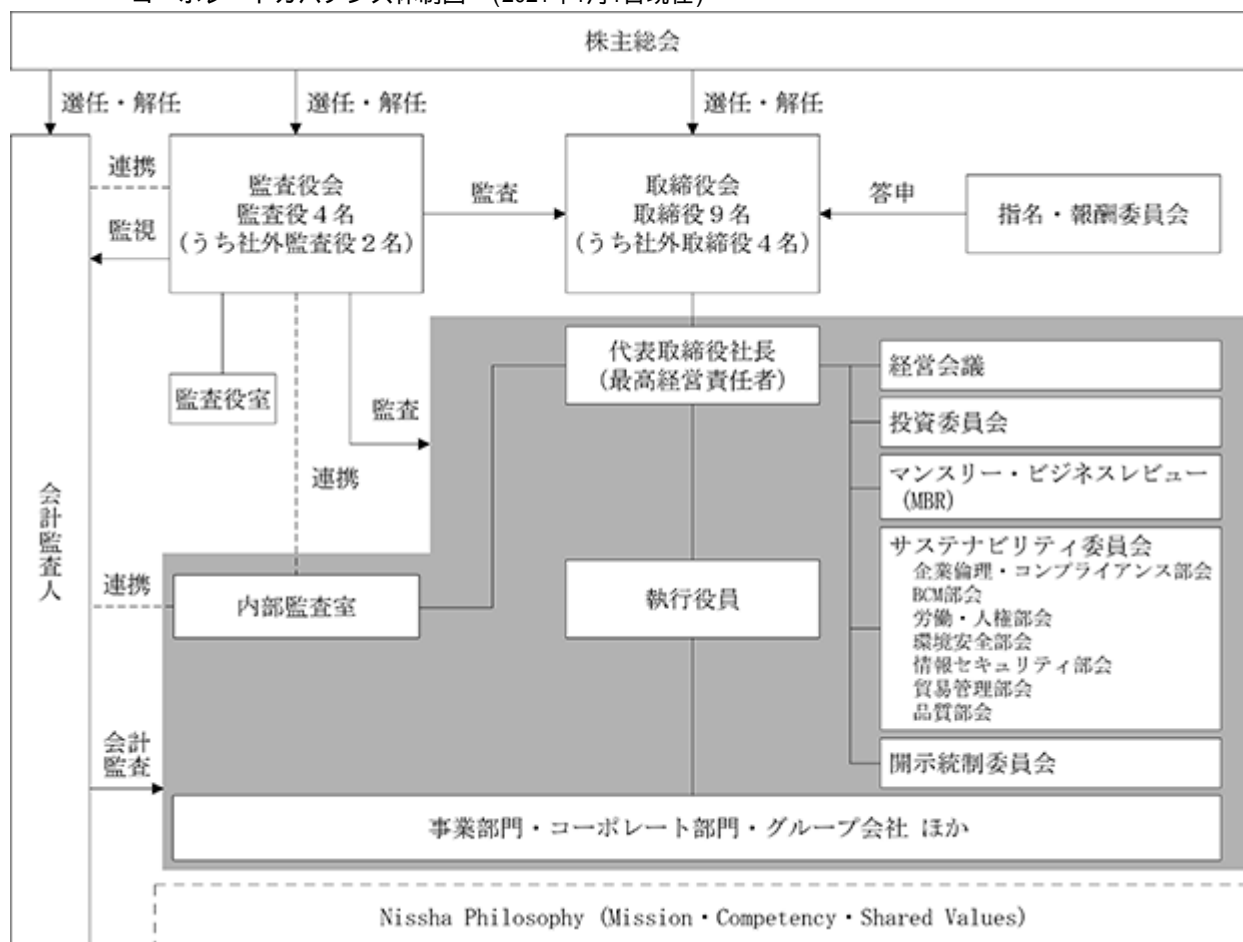 株主総会
選任・解任
選任・解任
選任・解任
連携
監視
監査役会
監査役４名
(うち社外監査役２名)
監査
取締役会
取締役９名
(うち社外取締役４名)
答申
指名・報酬委員会
監査役室
監査
連携
代表取締役社長
(最高経営責任者)
経営会議
投資委員会
マンスリー・ビジネスレビュー
(MBR)
サステナビリティ委員会
企業倫理・コンプライアンス部会
BCM部会
労働・人権部会
環境安全部会
情報セキュリティ部会
貿易管理部会
品質部会
開示統制委員会
会計監査人
連携
内部監査室
執行役員
会計
監査
事業部門・コーポレート部門・グループ会社 ほか
Nissha Philosophy (Mission・Competency・Shared Values)